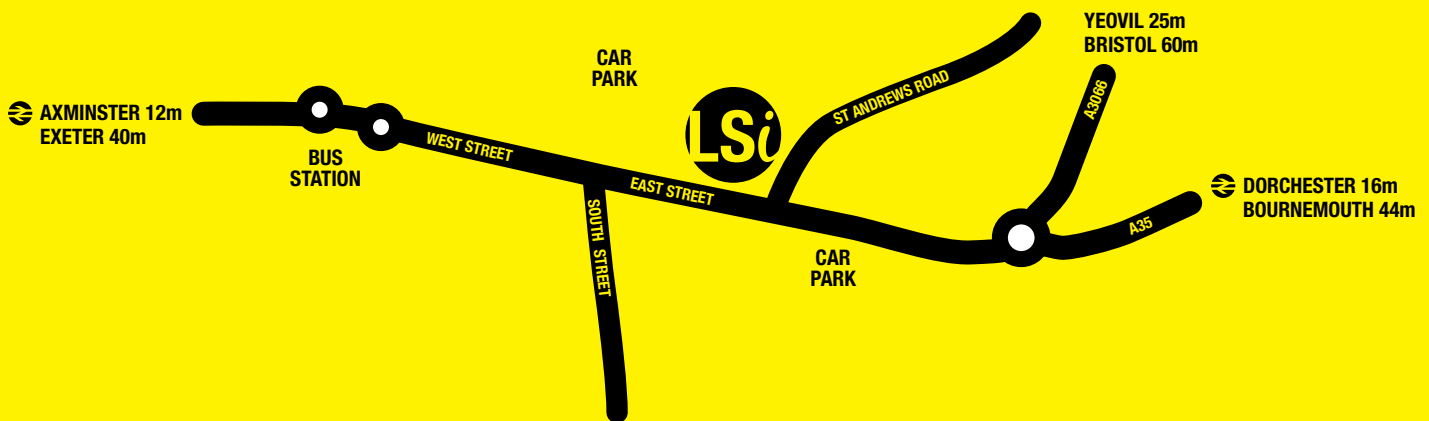 YEOVIL 25m
BRISTOL 60m
CAR
PARK
ST ANDREWS ROAD
A3066
AXMINSTER 12m
EXETER 40m
LSi
WEST STREET
BUS
STATION
EAST STREET
DORCHESTER 16m
BOURNEMOUTH 44m
SOUTH STREET
A35
CAR
PARK